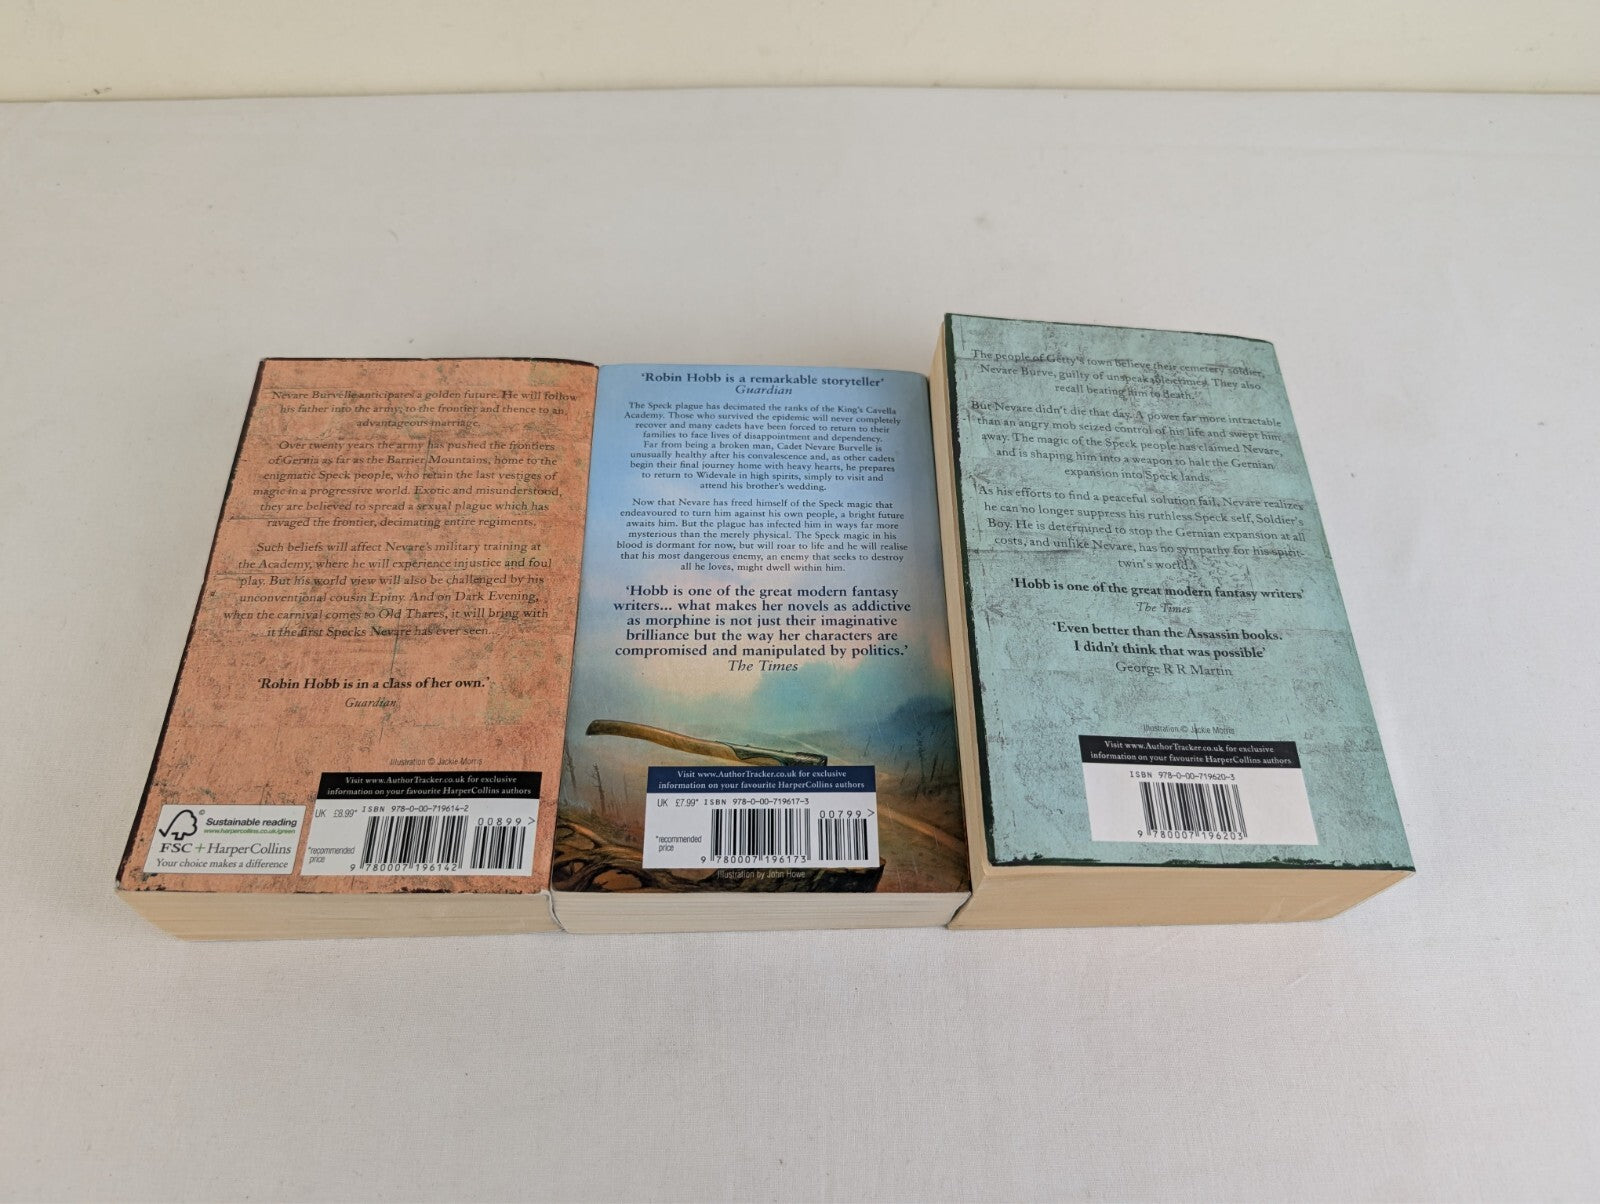 Nevare Burvelle anticipates a golden future. He will follow
his father into the army, to the frontier and thence to an
advantageous marriage.
Over twenty years the army has pushed the frontiers
of Gernia as far as the Barrier Mountains, home to the
enigmatic Speck people, who retain the last vestiges of
magic in a progressive world. Exotic and misunderstood,
they are believed to spread a sexual plague which has
ravaged the frontier, decimating entire regiments.
Such beliefs will affect Nevare's military training at
the Academy, where he will experience injustice and foul
play. But his world view will also be challenged by his
unconventional cousin Epiny. And on Dark Evening,
when the carnival comes to Old Thares, it will bring with
it the first Specks Nevare has ever seen...
'Robin Hobb is in a class of her own.'
Guardian
Illustration © Jackie Morris
Visit www.AuthorTracker.co.uk for exclusive
information on your favourite HarperCollins authors
Sustainable reading
www.harpercollins.co.uk/green
FSC + HarperCollins
Your choice makes a difference
UK £8.99* ISBN 978-0-00-719614-2
00899 >
*recommended
price
9 780007 196142
'Robin Hobb is a remarkable storyteller'
Guardian
The Speck plague has decimated the ranks of the King's Cavella
Academy. Those who survived the epidemic will never completely
recover and many cadets have been forced to return to their
families to face lives of disappointment and dependency.
Far from being a broken man, Cadet Nevare Burvelle is
unusually healthy after his convalescence and, as other cadets
begin their final journey home with heavy hearts, he prepares
to return to Widevale in high spirits, simply to visit and
attend his brother's wedding.
Now that Nevare has freed himself of the Speck magic that
endeavoured to turn him against his own people, a bright future
awaits him. But the plague has infected him in ways far more
mysterious than the merely physical. The Speck magic in his
blood is dormant for now, but will roar to life and he will realise
that his most dangerous enemy, an enemy that seeks to destroy
all he loves, might dwell within him.
'Hobb is one of the great modern fantasy
writers... what makes her novels as addictive
as morphine is not just their imaginative
brilliance but the way her characters are
compromised and manipulated by politics.'
The Times
Visit www.AuthorTracker.co.uk for exclusive
information on your favourite HarperCollins authors
UK £7.99* ISBN 978-0-00-719617-3
00799 >
*recommended
price
9 780007 196173
Illustration by John Howe
The people of Getty's town believe their cemetery soldier,
Nevare Burve, guilty of unspeakable crimes. They also
recall beating him to death.
But Nevare didn't die that day. A power far more intractable
than an angry mob seized control of his life and swept him
away. The magic of the Speck people has claimed Nevare,
and is shaping him into a weapon to halt the Gernian
expansion into Speck lands.
As his efforts to find a peaceful solution fail, Nevare realizes
he can no longer suppress his ruthless Speck self, Soldier's
Boy. He is determined to stop the Gernian expansion at all
costs, and unlike Nevare, has no sympathy for his spirit-
twin's world.
'Hobb is one of the great modern fantasy writers'
The Times
'Even better than the Assassin books.
I didn't think that was possible'
George R R Martin
Illustration © Jackie Morris
Visit www.AuthorTracker.co.uk for exclusive
information on your favourite HarperCollins authors
ISBN 978-0-00-719620-3
9 780007 196203